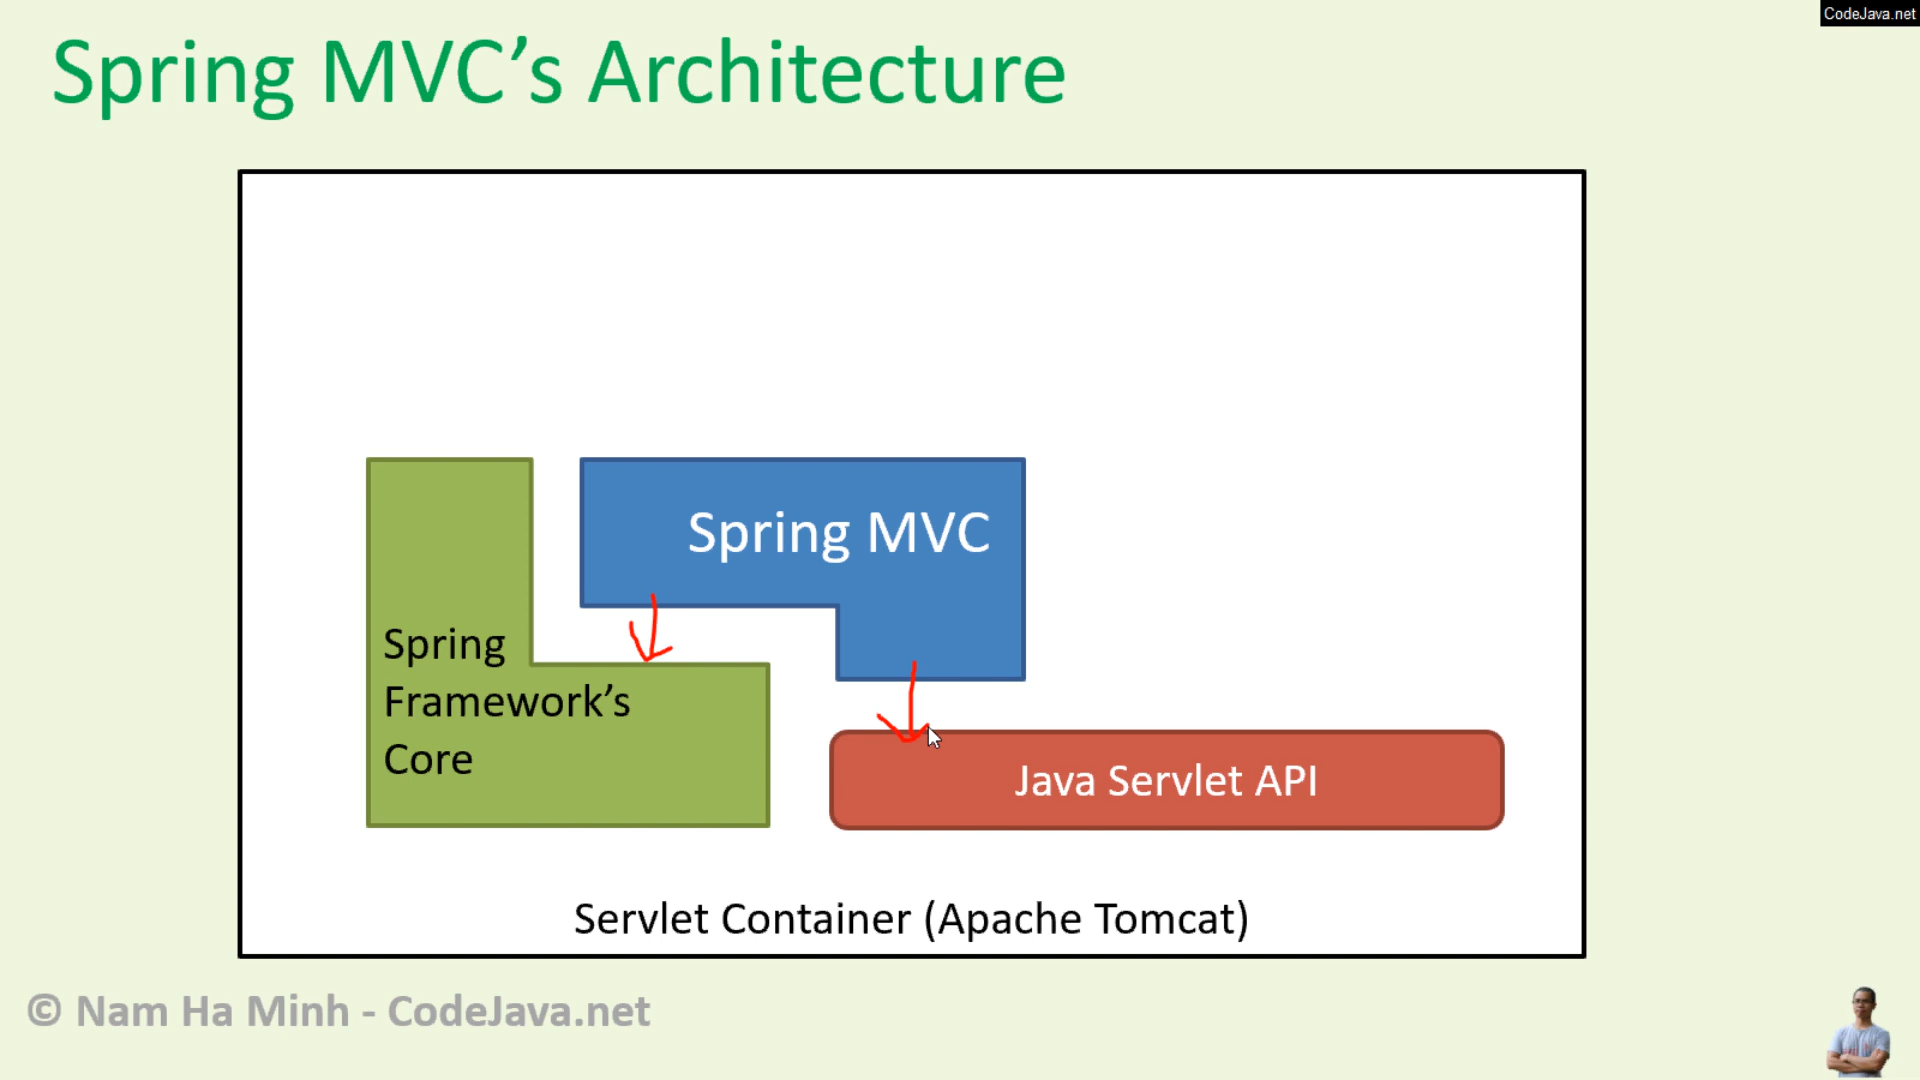 CodeJava.net
Spring MVC’s Architecture
Spring MVC
Spring
Framework’s
Core
Java Servlet API
Servlet Container (Apache Tomcat)
© Nam Ha Minh - CodeJava.net